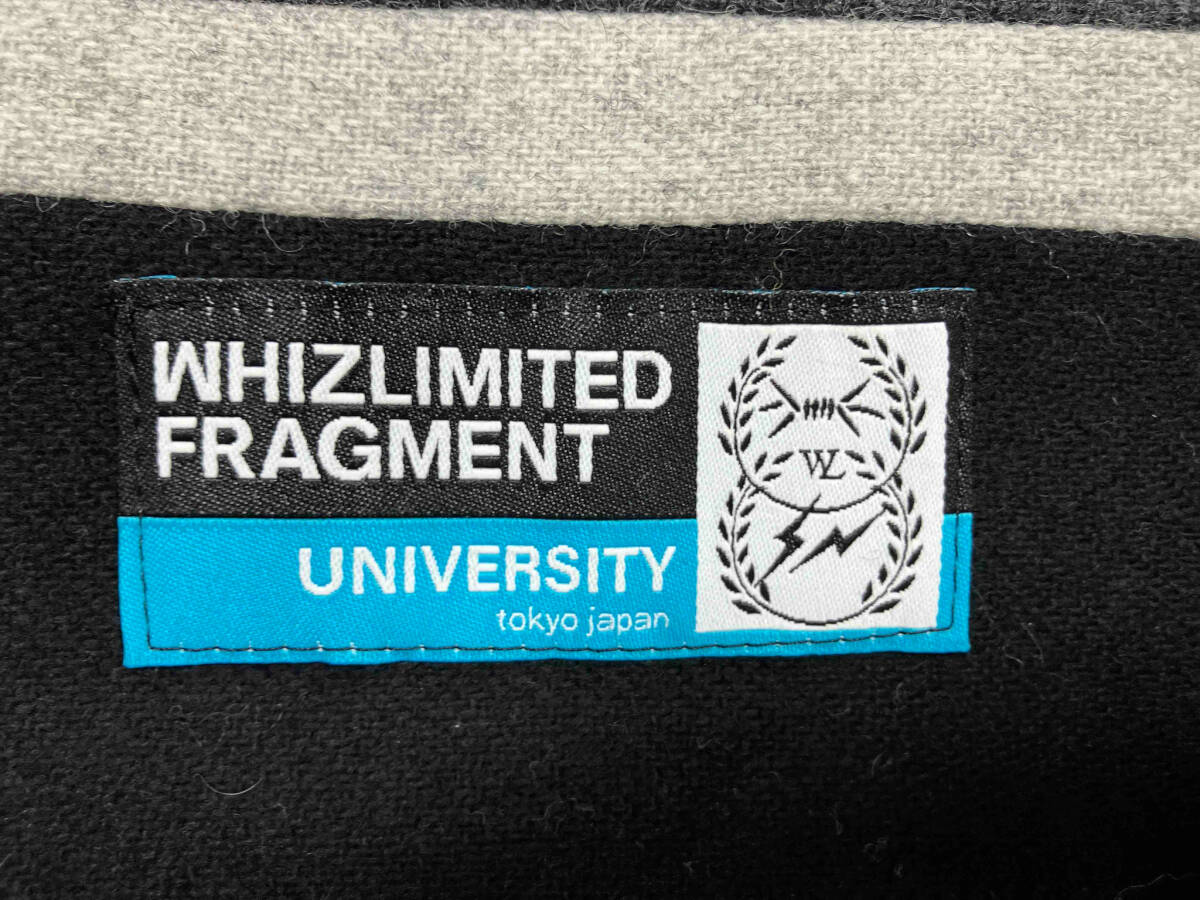 WHIZLIMITED
FRAGMENT
UNIVERSITY
tokyo japan
WL